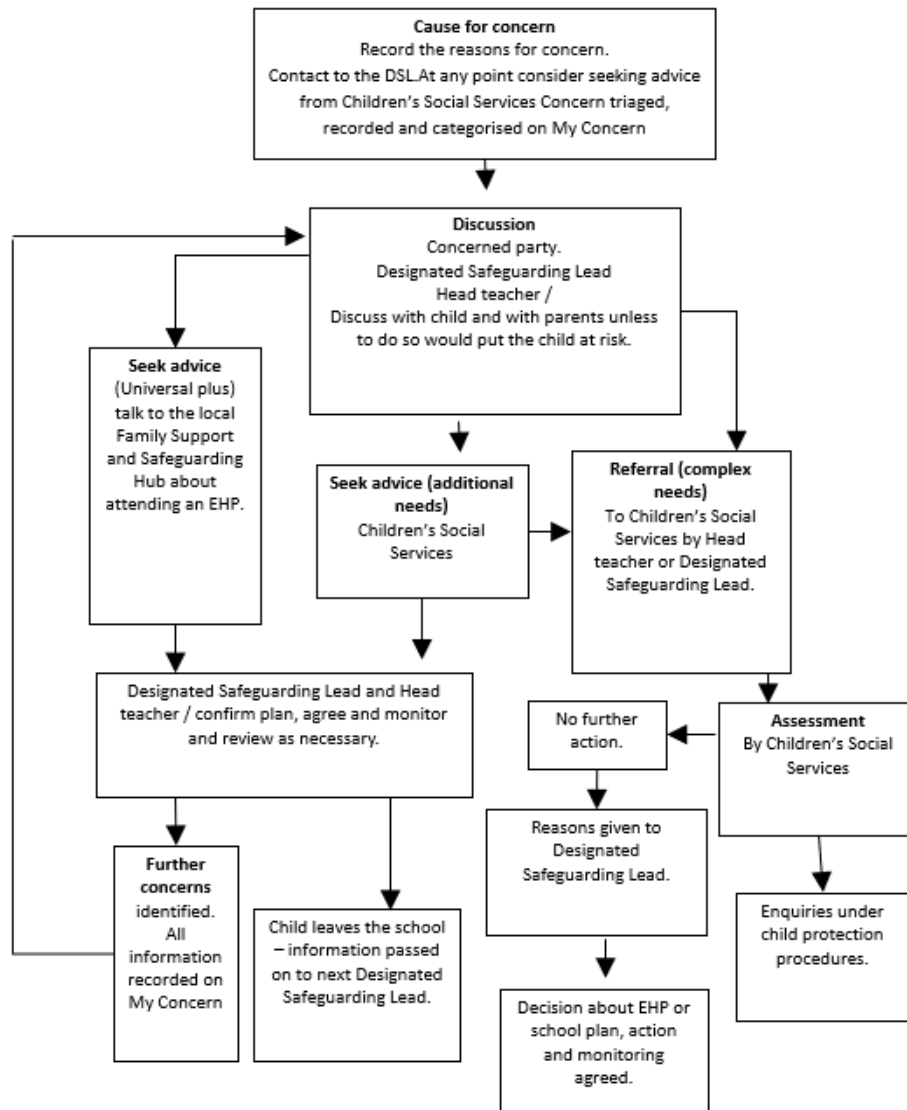 Cause for concern
Record the reasons for concern.
Contact to the DSL.At any point consider seeking advice
from Children's Social Services Concern triaged,
recorded and categorised on My Concern
Discussion
Concerned party.
Designated Safeguarding Lead
Head teacher /
Discuss with child and with parents unless
to do so would put the child at risk.
Seek advice
(Universal plus)
talk to the local
Family Support
and Safeguarding
Hub about
attending an EHP.
Seek advice (additional
needs)
Children's Social
Services
Referral (complex
needs)
To Children's Social
Services by Head
teacher or Designated
Safeguarding Lead.
Designated Safeguarding Lead and Head
teacher / confirm plan, agree and monitor
and review as necessary.
No further
action.
Assessment
By Children's Social
Services
Reasons given to
Designated
Safeguarding Lead.
Further
concerns
identified.
All
information
recorded on
My Concern
Child leaves the school
– information passed
on to next Designated
Safeguarding Lead.
Enquiries under
child protection
procedures.
Decision about EHP or
school plan, action
and monitoring
agreed.